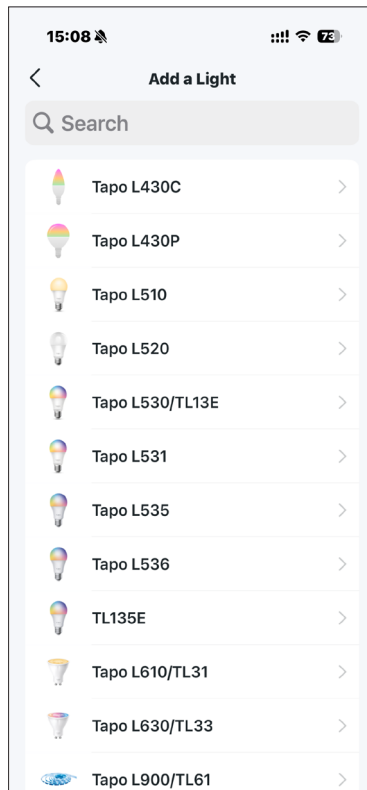 15:08
73
Add a Light
Search
Tapo L430C
Tapo L430P
Tapo L510
Tapo L520
Tapo L530/TL13E
Tapo L531
Tapo L535
Tapo L536
TL135E
Tapo L610/TL31
Tapo L630/TL33
Tapo L900/TL61